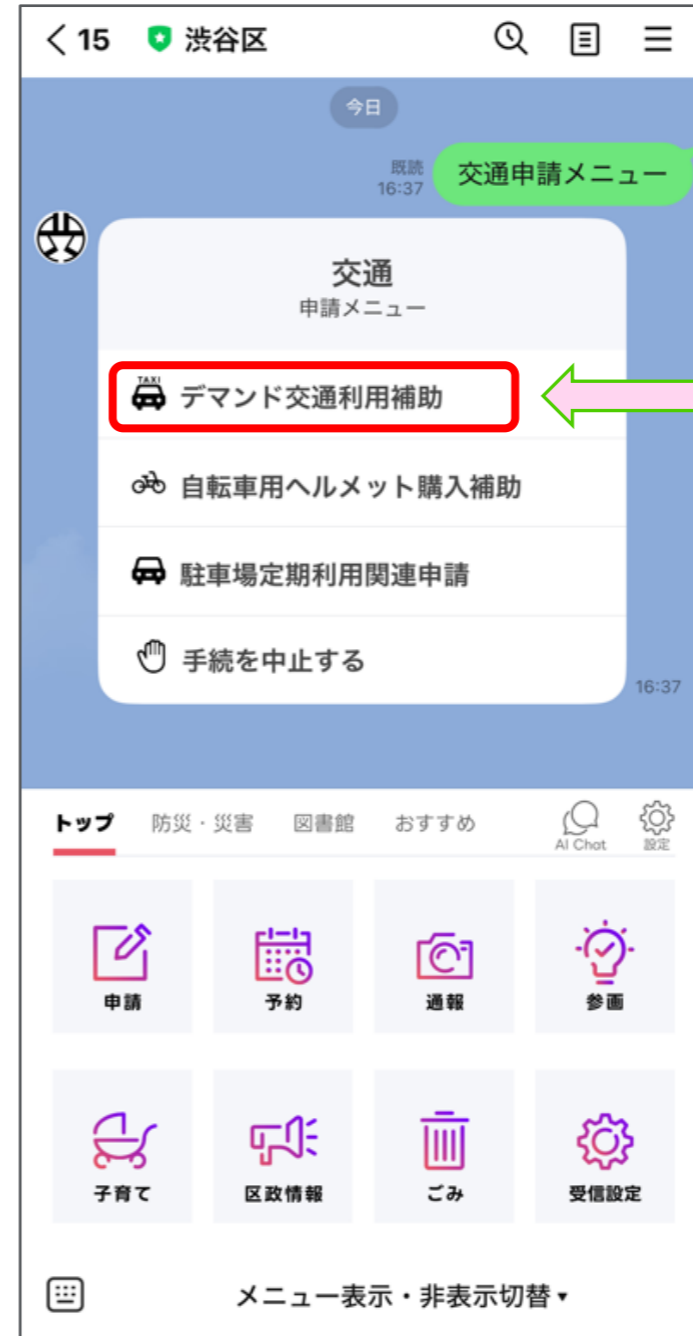 15 渋谷区
今日
既読
16:37
交通申請メニュー
交通
申請メニュー
TAXI
デマンド交通利用補助
自転車用ヘルメット購入補助
駐車場定期利用関連申請
手続を中止する
16:37
トップ 防災・災害 図書館 おすすめ AI Chat 設定
申請 予約 通報 参画
子育て 区政情報 ごみ 受信設定
メニュー表示・非表示切替▾